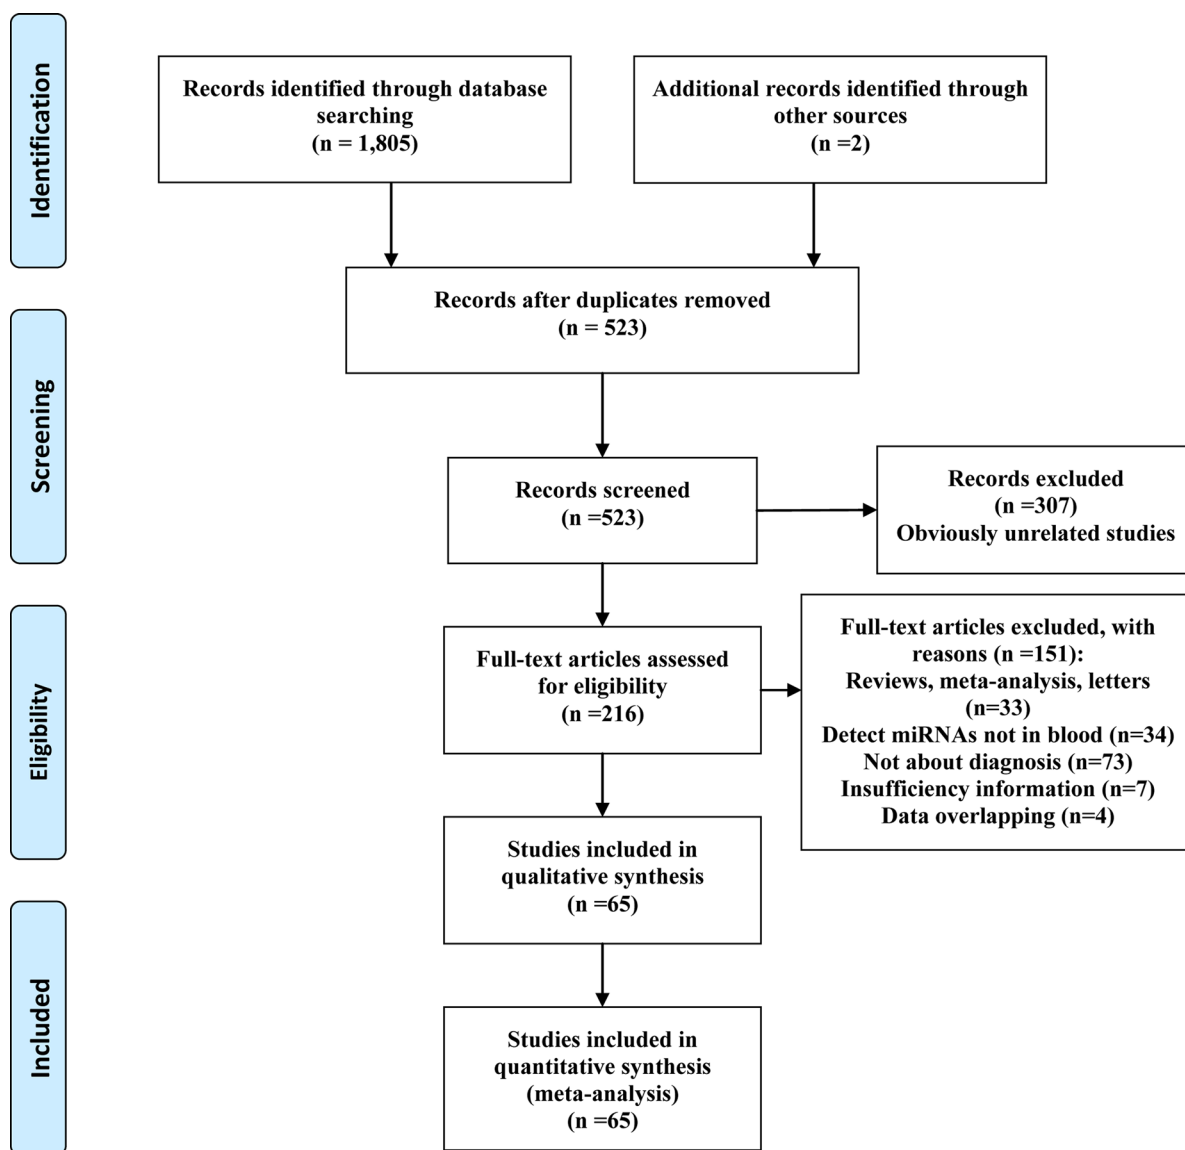 Identification
Records identified through database
searching
(n = 1,805)
Additional records identified through
other sources
(n =2)
Records after duplicates removed
(n = 523)
Screening
Records screened
(n =523)
Records excluded
(n =307)
Obviously unrelated studies
Eligibility
Full-text articles assessed
for eligibility
(n =216)
Full-text articles excluded, with
reasons (n =151):
Reviews, meta-analysis, letters
(n=33)
Detect miRNAs not in blood (n=34)
Not about diagnosis (n=73)
Insufficiency information (n=7)
Data overlapping (n=4)
Studies included in
qualitative synthesis
(n =65)
Included
Studies included in
quantitative synthesis
(meta-analysis)
(n =65)